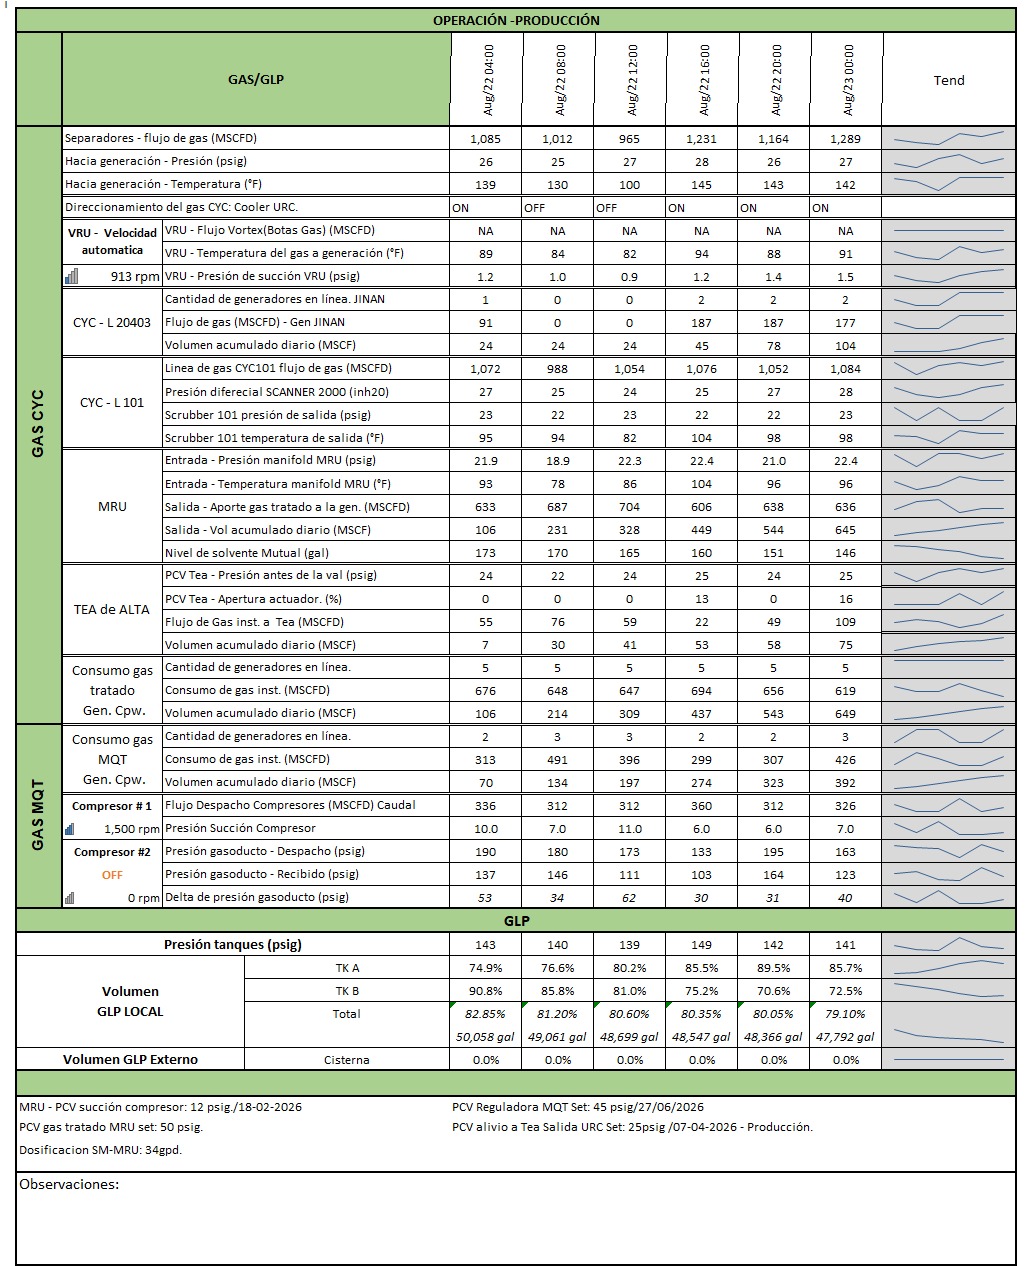 OPERACIÓN -PRODUCCIÓN
GAS/GLP Aug/22 04:00 Aug/22 08:00 Aug/22 12:00 Aug/22 16:00 Aug/22 20:00 Aug/23 00:00 Tend
GAS CYC
Separadores - flujo de gas (MSCFD) 1,085 1,012 965 1,231 1,164 1,289
Hacia generación - Presión (psig) 26 25 27 28 26 27
Hacia generación - Temperatura (°F) 139 130 100 145 143 142
Direccionamiento del gas CYC: Cooler URC. ON OFF OFF ON ON ON
VRU - Velocidad automatica
VRU - Flujo Vortex(Botas Gas) (MSCFD) NA NA NA NA NA NA
VRU - Temperatura del gas a generación (°F) 89 84 82 94 88 91
913 rpm VRU - Presión de succión VRU (psig) 1.2 1.0 0.9 1.2 1.4 1.5
CYC - L 20403
Cantidad de generadores en línea. JINAN 1 0 0 2 2 2
Flujo de gas (MSCFD) - Gen JINAN 91 0 0 187 187 177
Volumen acumulado diario (MSCF) 24 24 24 45 78 104
CYC - L 101
Linea de gas CYC101 flujo de gas (MSCFD) 1,072 988 1,054 1,076 1,052 1,084
Presión diferecial SCANNER 2000 (inh20) 27 25 24 25 27 28
Scrubber 101 presión de salida (psig) 23 22 23 22 22 23
Scrubber 101 temperatura de salida (°F) 95 94 82 104 98 98
MRU
Entrada - Presión manifold MRU (psig) 21.9 18.9 22.3 22.4 21.0 22.4
Entrada - Temperatura manifold MRU (°F) 93 78 86 104 96 96
Salida - Aporte gas tratado a la gen. (MSCFD) 633 687 704 606 638 636
Salida - Vol acumulado diario (MSCF) 106 231 328 449 544 645
Nivel de solvente Mutual (gal) 173 170 165 160 151 146
TEA de ALTA
PCV Tea - Presión antes de la val (psig) 24 22 24 25 24 25
PCV Tea - Apertura actuador. (%) 0 0 0 13 0 16
Flujo de Gas inst. a  Tea (MSCFD) 55 76 59 22 49 109
Volumen acumulado diario (MSCF) 7 30 41 53 58 75
Consumo gas
tratado
Gen. Cpw.
Cantidad de generadores en línea. 5 5 5 5 5 5
Consumo de gas inst. (MSCFD) 676 648 647 694 656 619
Volumen acumulado diario (MSCF) 106 214 309 437 543 649
GAS MQT
Consumo gas
MQT
Gen. Cpw.
Cantidad de generadores en línea. 2 3 3 2 2 3
Consumo de gas inst. (MSCFD) 313 491 396 299 307 426
Volumen acumulado diario (MSCF) 70 134 197 274 323 392
Compresor # 1 Flujo Despacho Compresores (MSCFD) Caudal 336 312 312 360 312 326
1,500 rpm Presión Succión Compresor 10.0 7.0 11.0 6.0 6.0 7.0
Compresor #2 Presión gasoducto - Despacho (psig) 190 180 173 133 195 163
OFF Presión gasoducto - Recibido (psig) 137 146 111 103 164 123
0 rpm Delta de presión gasoducto (psig) 53 34 62 30 31 40
GLP
Presión tanques (psig) 143 140 139 149 142 141
Volumen
GLP LOCAL
TK A 74.9% 76.6% 80.2% 85.5% 89.5% 85.7%
TK B 90.8% 85.8% 81.0% 75.2% 70.6% 72.5%
Total 82.85% 81.20% 80.60% 80.35% 80.05% 79.10%
50,058 gal 49,061 gal 48,699 gal 48,547 gal 48,366 gal 47,792 gal
Volumen GLP Externo Cisterna 0.0% 0.0% 0.0% 0.0% 0.0% 0.0%
MRU - PCV succión compresor: 12 psig./18-02-2026 PCV Reguladora MQT Set: 45 psig/27/06/2026
PCV gas tratado MRU set: 50 psig. PCV alivio a Tea Salida URC Set: 25psig /07-04-2026 - Producción.
Dosificacion SM-MRU: 34gpd.
Observaciones: